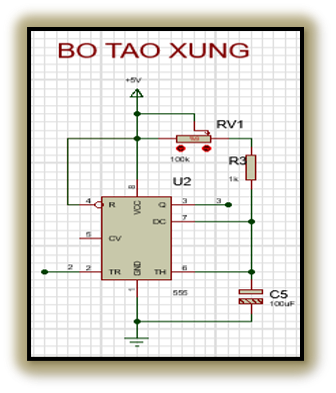 BO TAO XUNG
+5V
RV1
100k
R3
1k
U2
8
4 R VCC Q 3 3
DC 7
5 CV
2 2 TR GND TH 6
1
555
C5
100uF